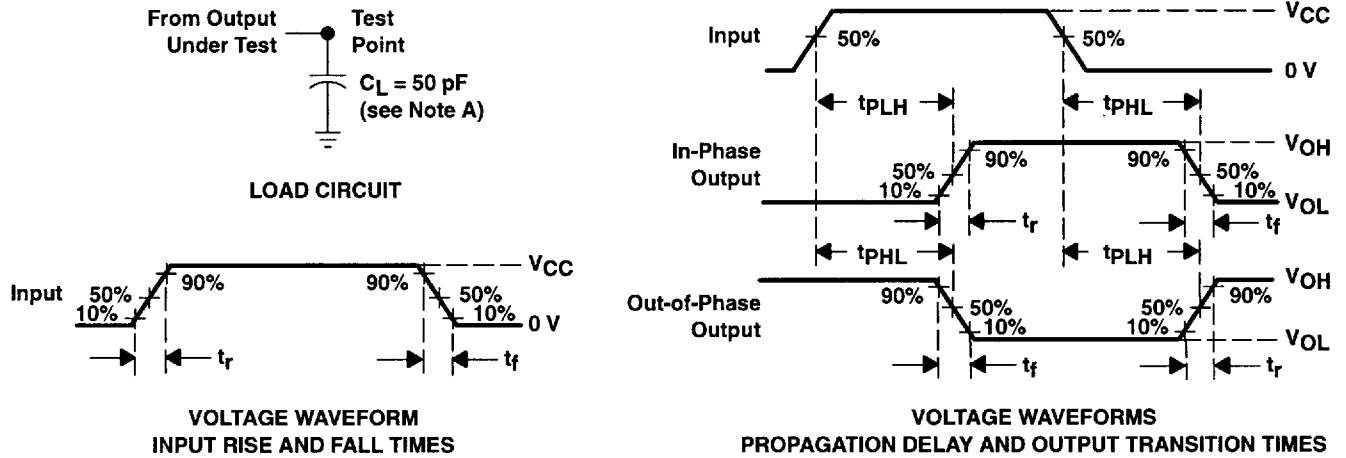 From Output
Under Test
Test
Point
CL = 50 pF
(see Note A)
LOAD CIRCUIT
Input
50%
10%
90%
90%
50%
10%
VCC
0 V
tr
tf
VOLTAGE WAVEFORM
INPUT RISE AND FALL TIMES
Input
50%
50%
VCC
0 V
tPLH
tPHL
In-Phase
Output
50%
10%
90%
90%
50%
10%
VOH
VOL
tr
tf
tPHL
tPLH
Out-of-Phase
Output
90%
50%
10%
50%
10%
90%
VOH
VOL
tf
tr
VOLTAGE WAVEFORMS
PROPAGATION DELAY AND OUTPUT TRANSITION TIMES